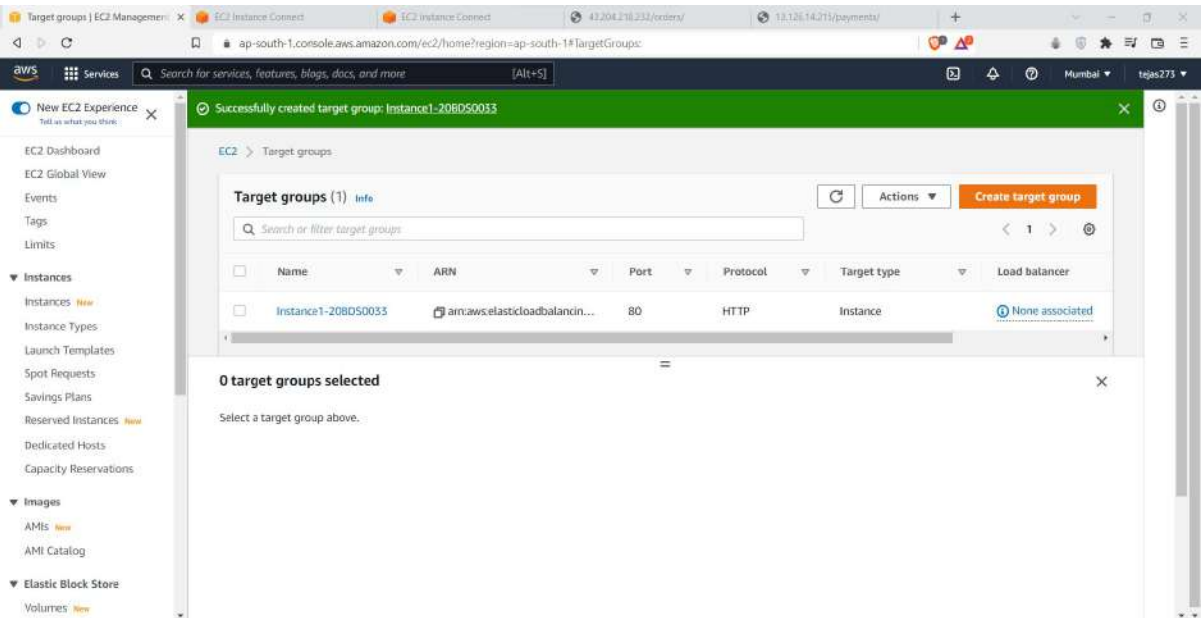 Target groups | EC2 Managemen
EC2 Instance Connect
EC2 Instance Connect
43.204.218.232/orders/
13.126.14.215/payments/
ap-south-1.console.aws.amazon.com/ec2/home?region=ap-south-1#TargetGroups:
aws
Services
Search for services, features, blogs, docs, and more
[Alt+S]
Mumbai ▼
tejas273 ▼
New EC2 Experience
Tell us what you think
Successfully created target group: Instance1-20BDS0033
EC2 Dashboard
EC2 Global View
Events
Tags
Limits
Instances
Instances New
Instance Types
Launch Templates
Spot Requests
Savings Plans
Reserved Instances New
Dedicated Hosts
Capacity Reservations
Images
AMIs New
AMI Catalog
Elastic Block Store
Volumes New
EC2 > Target groups
Target groups (1) Info
Actions ▼
Create target group
Search or filter target groups
< 1 >
Name
ARN
Port
Protocol
Target type
Load balancer
Instance1-20BDS0033
arn:aws:elasticloadbalancin...
80
HTTP
Instance
None associated
0 target groups selected
Select a target group above.